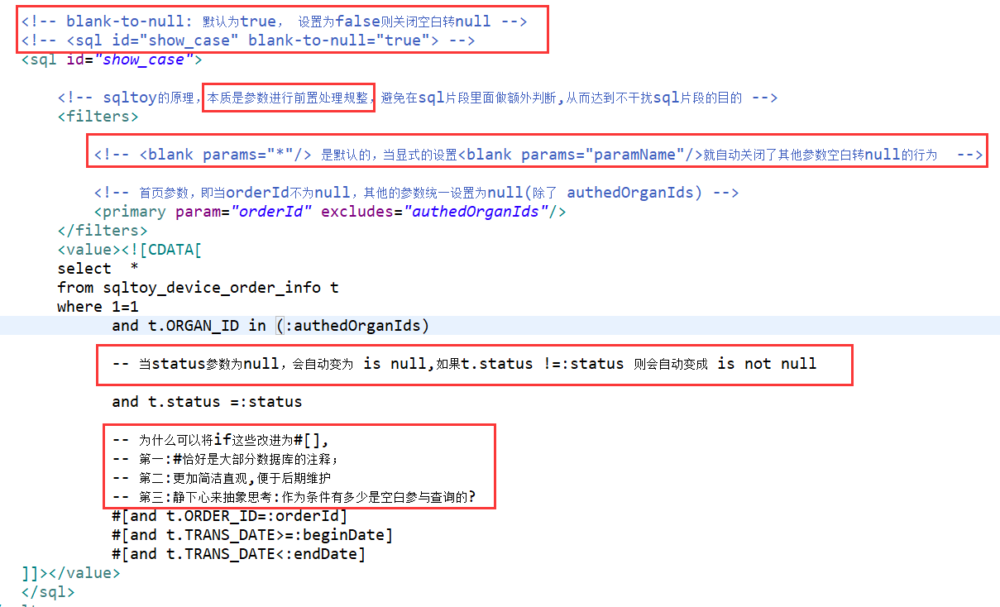 <!-- blank-to-null: 默认为true， 设置为false则关闭空白转null -->
<!-- <sql id="show_case" blank-to-null="true"> -->
<sql id="show_case">
<!-- sqltoy的原理，本质是参数进行前置处理规整，避免在sql片段里面做额外判断,从而达到不干扰sql片段的目的 -->
<filters>
<!-- <blank params="*"/> 是默认的，当显式的设置<blank params="paramName"/>就自动关闭了其他参数空白转null的行为  -->
<!-- 首页参数，即当orderId不为null，其他的参数统一设置为null(除了 authedOrganIds) -->
<primary param="orderId" excludes="authedOrganIds"/>
</filters>
<value><![CDATA[
select  *
from sqltoy_device_order_info t
where 1=1
and t.ORGAN_ID in (:authedOrganIds)
-- 当status参数为null，会自动变为 is null,如果t.status !=:status 则会自动变成 is not null
and t.status =:status
-- 为什么可以将if这些改进为#[],
-- 第一:#恰好是大部分数据库的注释；
-- 第二:更加简洁直观,便于后期维护
-- 第三:静下心来抽象思考:作为条件有多少是空白参与查询的?
#[and t.ORDER_ID=:orderId]
#[and t.TRANS_DATE>=:beginDate]
#[and t.TRANS_DATE<:endDate]
]]></value>
</sql>